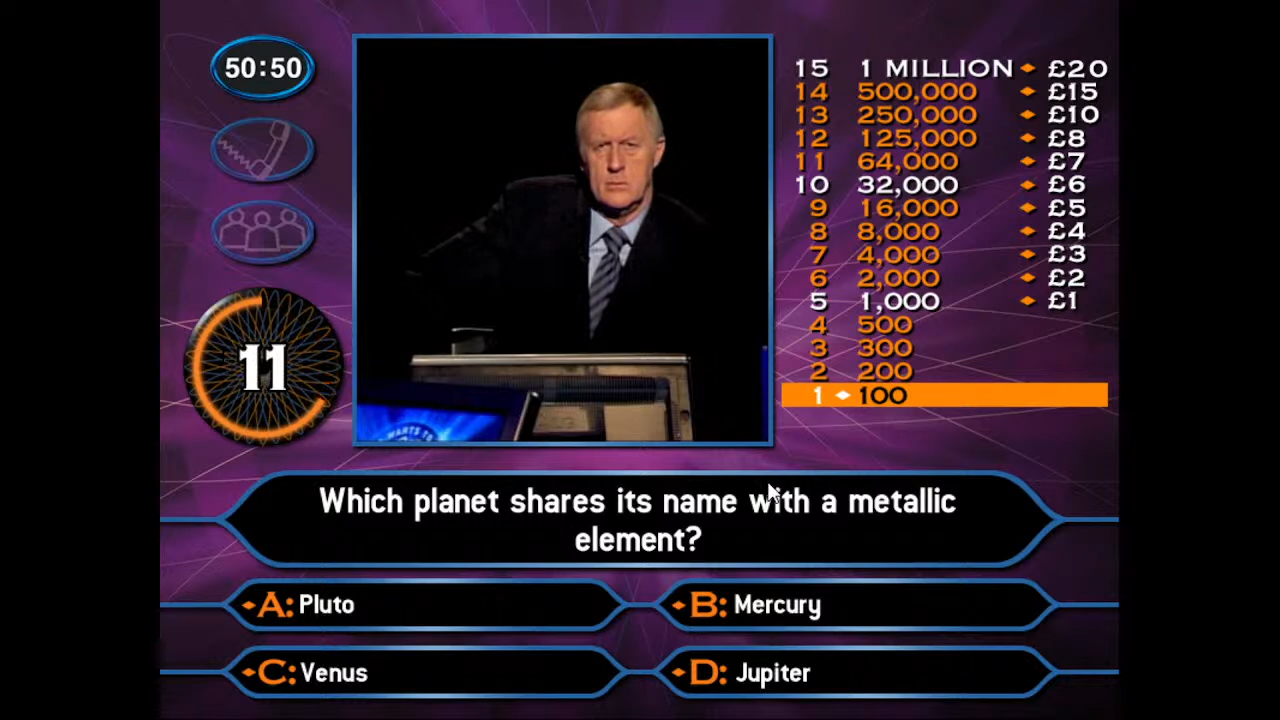 50:50
15 1 MILLION £20
14 500,000 £15
13 250,000 £10
12 125,000 £8
11 64,000 £7
10 32,000 £6
9 16,000 £5
8 8,000 £4
7 4,000 £3
6 2,000 £2
5 1,000 £1
4 500
3 300
2 200
1 100
11
WANTS TO
Which planet shares its name with a metallic
element?
A: Pluto
B: Mercury
C: Venus
D: Jupiter